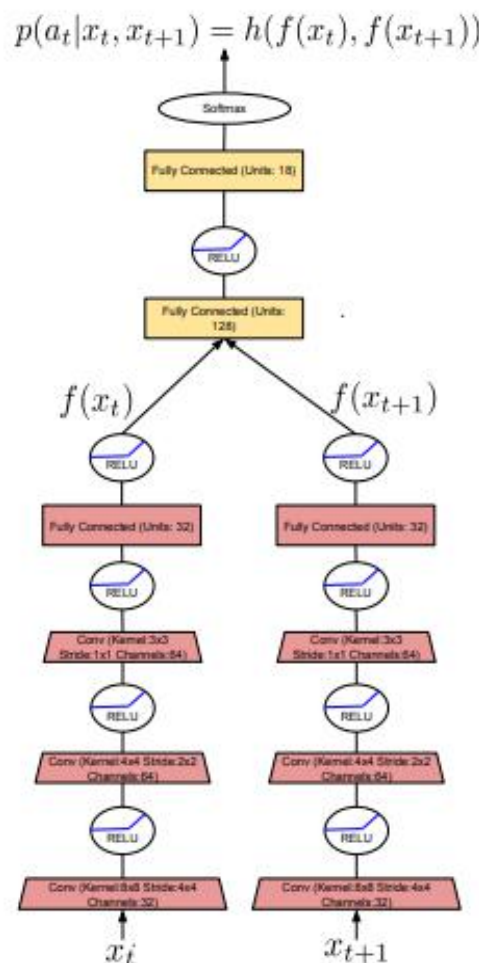 p(a_t|x_t, x_{t+1}) = h(f(x_t), f(x_{t+1}))
Softmax
Fully Connected (Units: 18)
RELU
Fully Connected (Units:
128)
f(x_t)
f(x_{t+1})
RELU
RELU
Fully Connected (Units: 32)
Fully Connected (Units: 32)
RELU
RELU
Conv (Kernel:3x3
Stride:1x1 Channels:64)
Conv (Kernel:3x3
Stride:1x1 Channels:64)
RELU
RELU
Conv (Kernel:4x4 Stride:2x2
Channels:64)
Conv (Kernel:4x4 Stride:2x2
Channels:64)
RELU
RELU
Conv (Kernel:8x8 Stride:4x4
Channels:32)
Conv (Kernel:8x8 Stride:4x4
Channels:32)
x_t
x_{t+1}